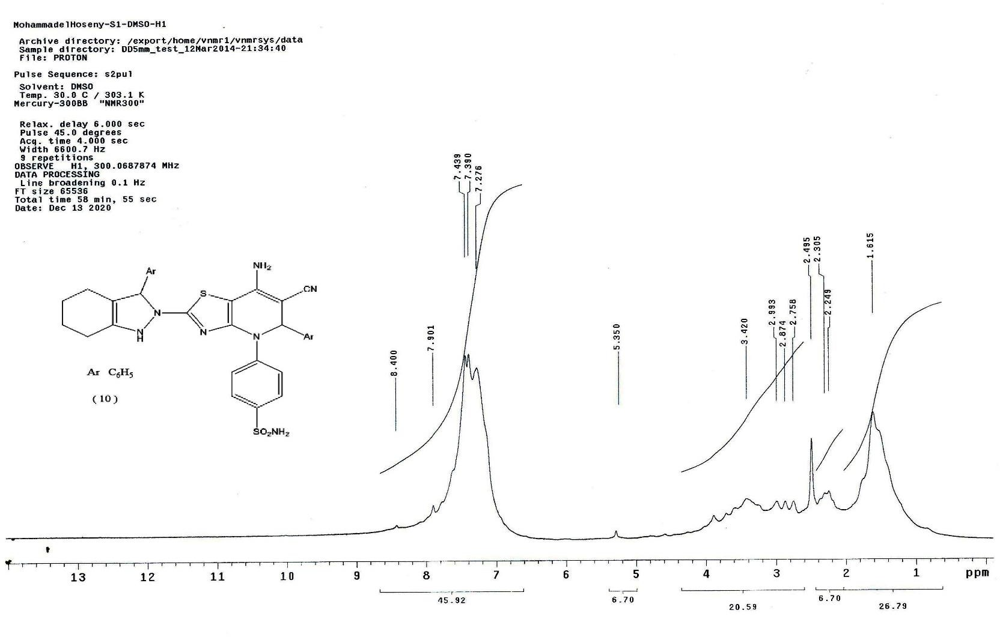 MohammadelHoseny-S1-DMSO-H1
Archive directory: /export/home/vnmr1/vnmrsys/data
Sample directory: DD5mm_test_12Mar2014-21:34:40
File: PROTON
Pulse Sequence: s2pul
Solvent: DMSO
Temp. 30.0 C / 303.1 K
Mercury-300BB "NMR300"
Relax. delay 6.000 sec
Pulse 45.0 degrees
Acq. time 4.000 sec
Width 6600.7 Hz
9 repetitions
OBSERVE H1, 300.0687874 MHz
DATA PROCESSING
Line broadening 0.1 Hz
FT size 65536
Total time 58 min, 55 sec
Date: Dec 13 2020
8.400
7.901
7.439
7.390
7.276
5.350
3.420
2.993
2.874
2.758
2.495
2.305
2.249
1.615
Ar
NH2
CN
S
N
N
N
H
N
Ar
SO2NH2
Ar C6H5
(10)
13 12 11 10 9 8 7 6 5 4 3 2 1 ppm
45.92
6.70
20.59
6.70
26.79